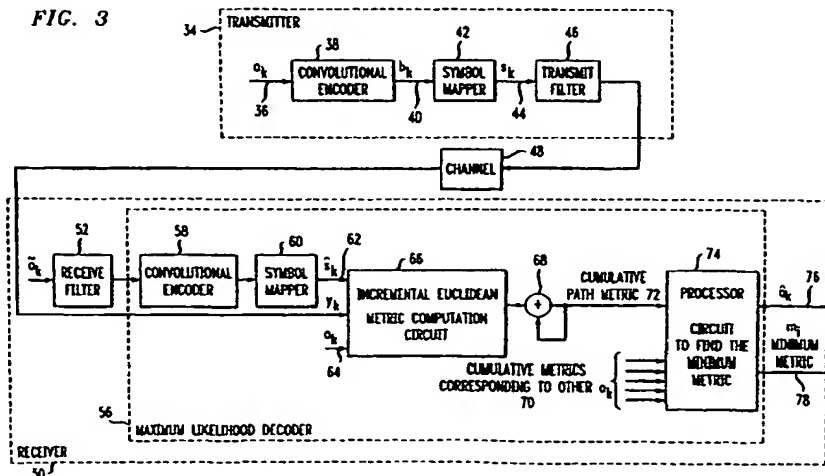 FIG. 3
34
TRANSMITTER
38
42
46
a_k
CONVOLUTIONAL
ENCODER
b_k
SYMBOL
MAPPER
s_k
TRANSMIT
FILTER
36
40
44
CHANNEL
48
52
58
60
62
66
68
74
76
ã_k
RECEIVE
FILTER
CONVOLUTIONAL
ENCODER
SYMBOL
MAPPER
ŝ_k
y_k
a_k
64
INCREMENTAL EUCLIDEAN
METRIC COMPUTATION
CIRCUIT
+
CUMULATIVE
PATH METRIC 72
PROCESSOR
CIRCUIT
TO FIND THE
MINIMUM
METRIC
â_k
m_i
MINIMUM
METRIC
78
CUMULATIVE METRICS
CORRESPONDING TO OTHER a_k
70
56
MAXIMUM LIKELIHOOD DECODER
RECEIVER
50